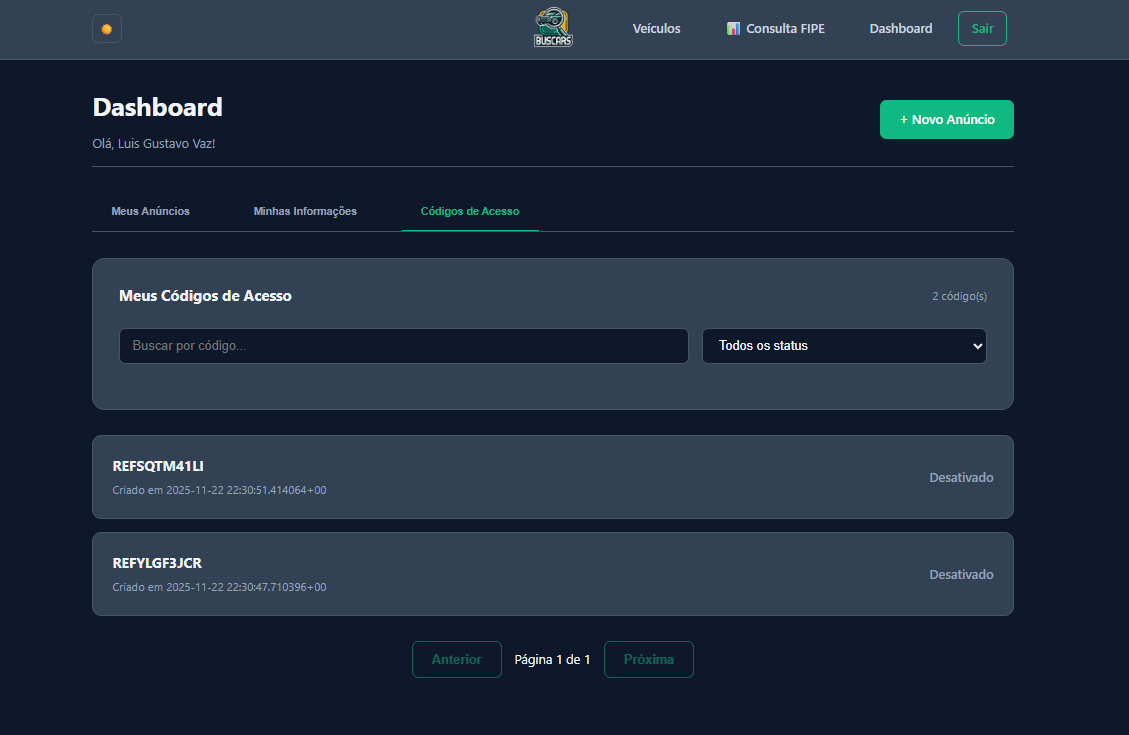 BUSCARS
Veículos
Consulta FIPE
Dashboard
Sair
Dashboard
Olá, Luis Gustavo Vaz!
+ Novo Anúncio
Meus Anúncios
Minhas Informações
Códigos de Acesso
Meus Códigos de Acesso
2 código(s)
Buscar por código...
Todos os status
REFSQTM41LI
Criado em 2025-11-22 22:30:51.414064+00
Desativado
REFYLGF3JCR
Criado em 2025-11-22 22:30:47.710396+00
Desativado
Anterior
Página 1 de 1
Próxima